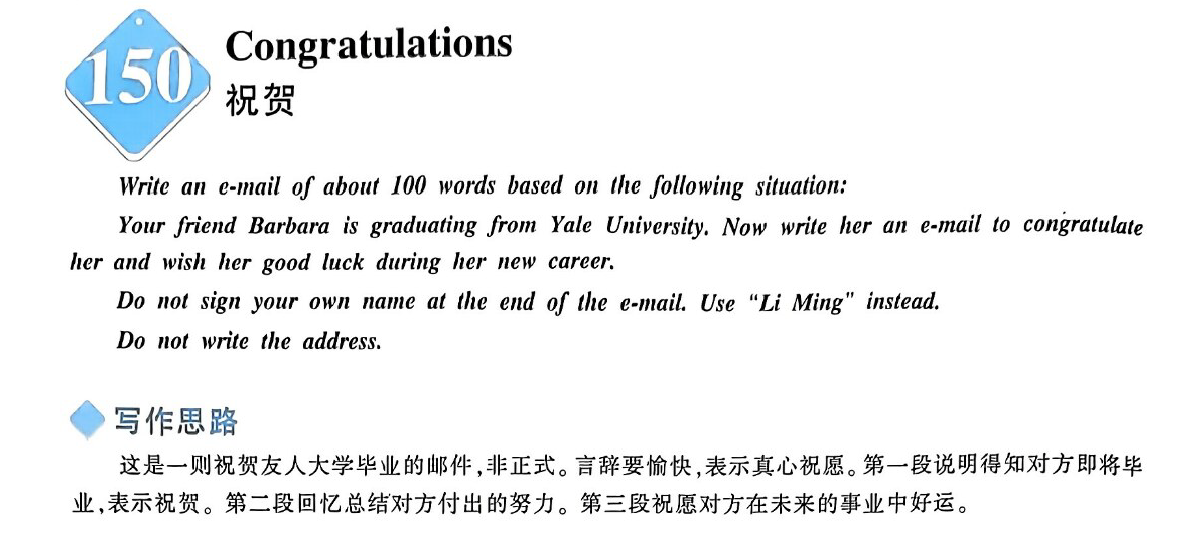 150
Congratulations
祝贺
Write an e-mail of about 100 words based on the following situation:
Your friend Barbara is graduating from Yale University. Now write her an e-mail to congratulate
her and wish her good luck during her new career.
Do not sign your own name at the end of the e-mail. Use "Li Ming" instead.
Do not write the address.
写作思路
这是一则祝贺友人大学毕业的邮件,非正式。言辞要愉快,表示真心祝愿。第一段说明得知对方即将毕
业,表示祝贺。第二段回忆总结对方付出的努力。第三段祝愿对方在未来的事业中好运。